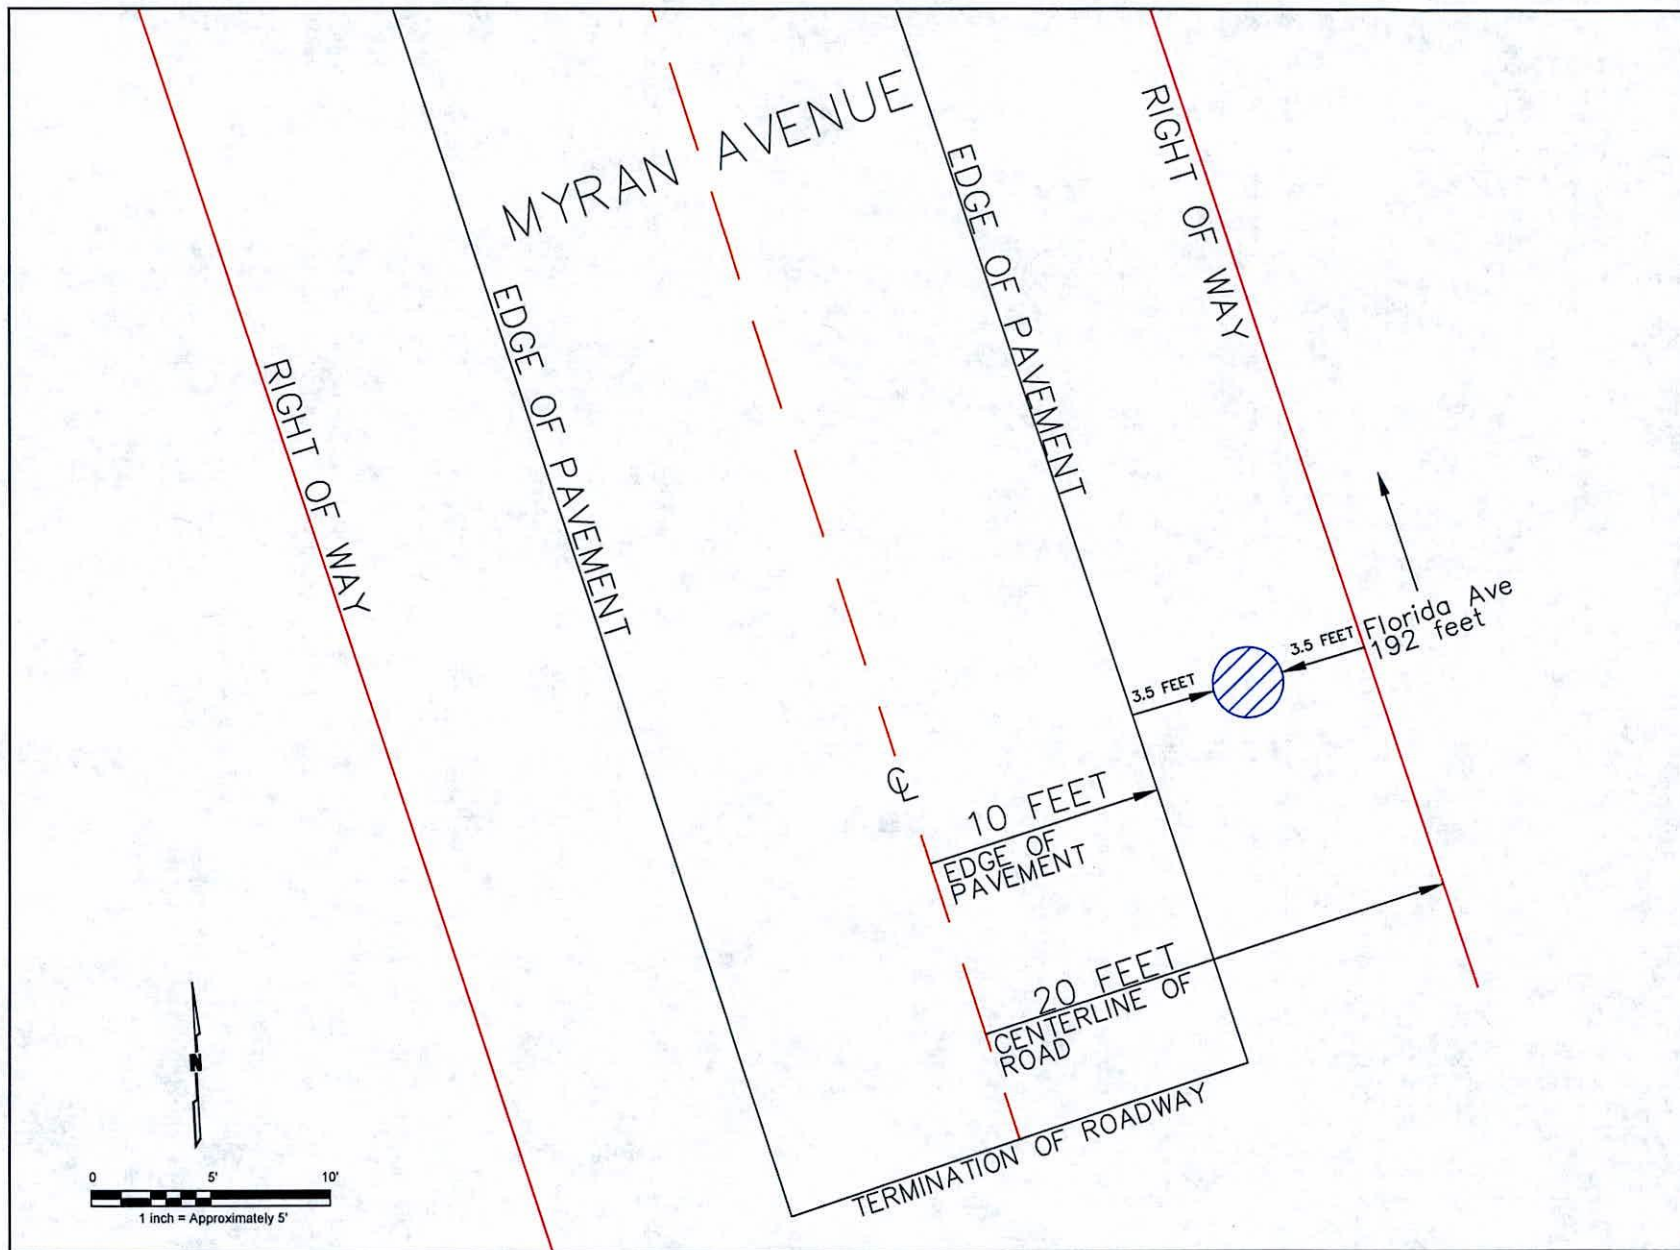 MYRAN AVENUE
RIGHT OF WAY
EDGE OF PAVEMENT
EDGE OF PAVEMENT
RIGHT OF WAY
Florida Ave
192 feet
3.5 FEET
3.5 FEET
℄
10 FEET
EDGE OF
PAVEMENT
20 FEET
CENTERLINE OF
ROAD
TERMINATION OF ROADWAY
N
0 5' 10'
1 inch = Approximately 5'